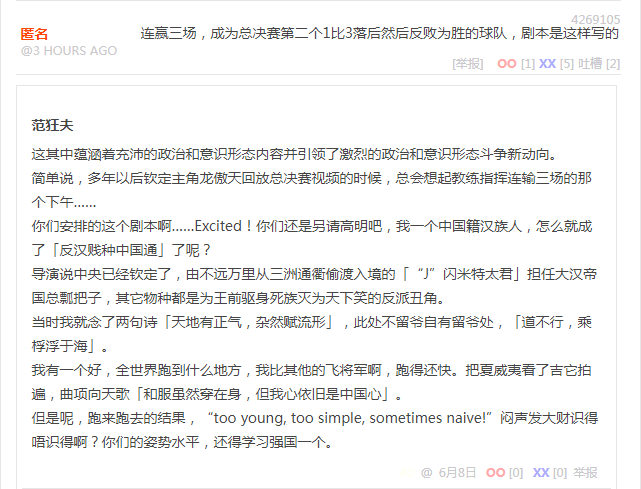 4269105
匿名
连赢三场，成为总决赛第二个1比3落后然后反败为胜的球队，剧本是这样写的
@3 HOURS AGO
[举报] OO [1] XX [5] 吐槽 [2]
范狂夫
这其中蕴涵着充沛的政治和意识形态内容并引领了激烈的政治和意识形态斗争新动向。
简单说，多年以后钦定主角龙傲天回放总决赛视频的时候，总会想起教练指挥连输三场的那
个下午……
你们安排的这个剧本啊……Excited！你们还是另请高明吧，我一个中国籍汉族人，怎么就成
了「反汉贱种中国通」了呢？
导演说中央已经钦定了，由不远万里从三洲通衢偷渡入境的「“J”闪米特太君」担任大汉帝
国总瓢把子，其它物种都是为王前驱身死族灭为天下笑的反派丑角。
当时我就念了两句诗「天地有正气，杂然赋流形」，此处不留爷自有留爷处，「道不行，乘
桴浮于海」。
我有一个好，全世界跑到什么地方，我比其他的飞将军啊，跑得还快。把夏威夷看了吉它拍
遍，曲项向天歌「和服虽然穿在身，但我心依旧是中国心」。
但是呢，跑来跑去的结果，“too young, too simple, sometimes naive!”闷声发大财识得
唔识得啊？你们的姿势水平，还得学习强国一个。
@ 6月8日 OO [0] XX [0] 举报